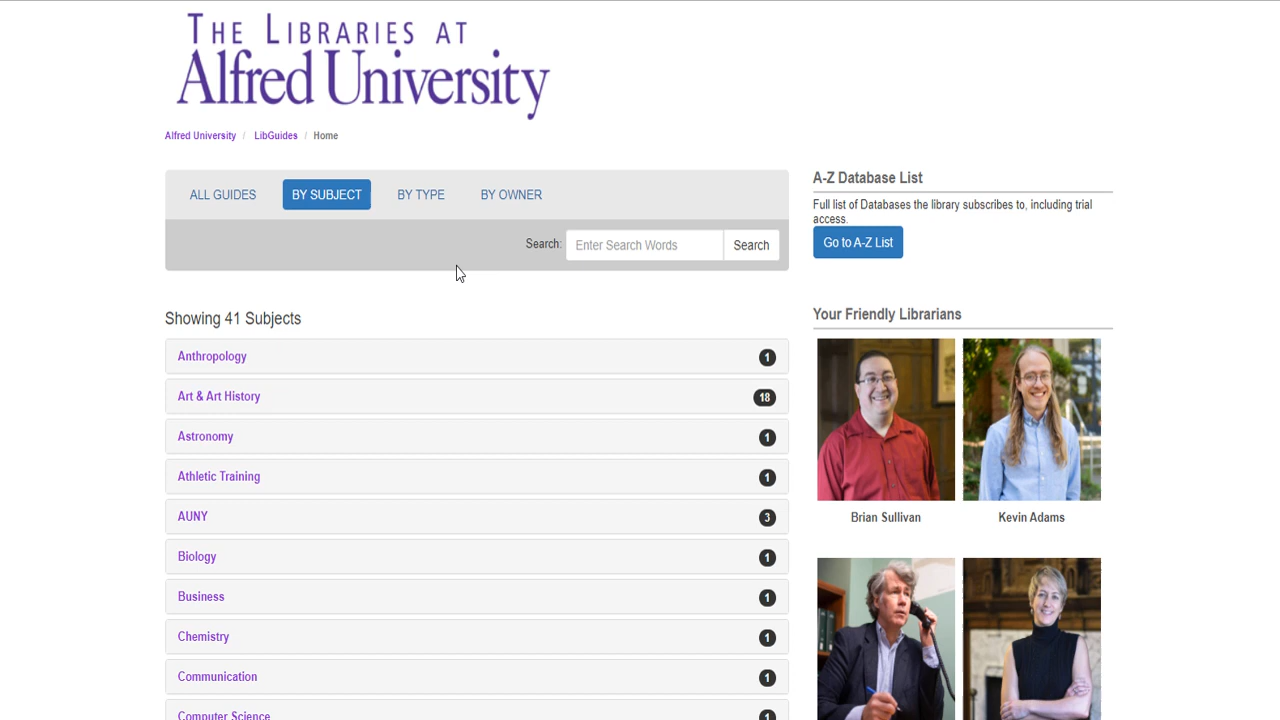 THE LIBRARIES AT
Alfred University
Alfred University / LibGuides / Home
ALL GUIDES BY SUBJECT BY TYPE BY OWNER
Search: Enter Search Words Search
Showing 41 Subjects
Anthropology 1
Art & Art History 18
Astronomy 1
Athletic Training 1
AUNY 3
Biology 1
Business 1
Chemistry 1
Communication 1
Computer Science 1
A-Z Database List
Full list of Databases the library subscribes to, including trial
access.
Go to A-Z List
Your Friendly Librarians
Brian Sullivan Kevin Adams